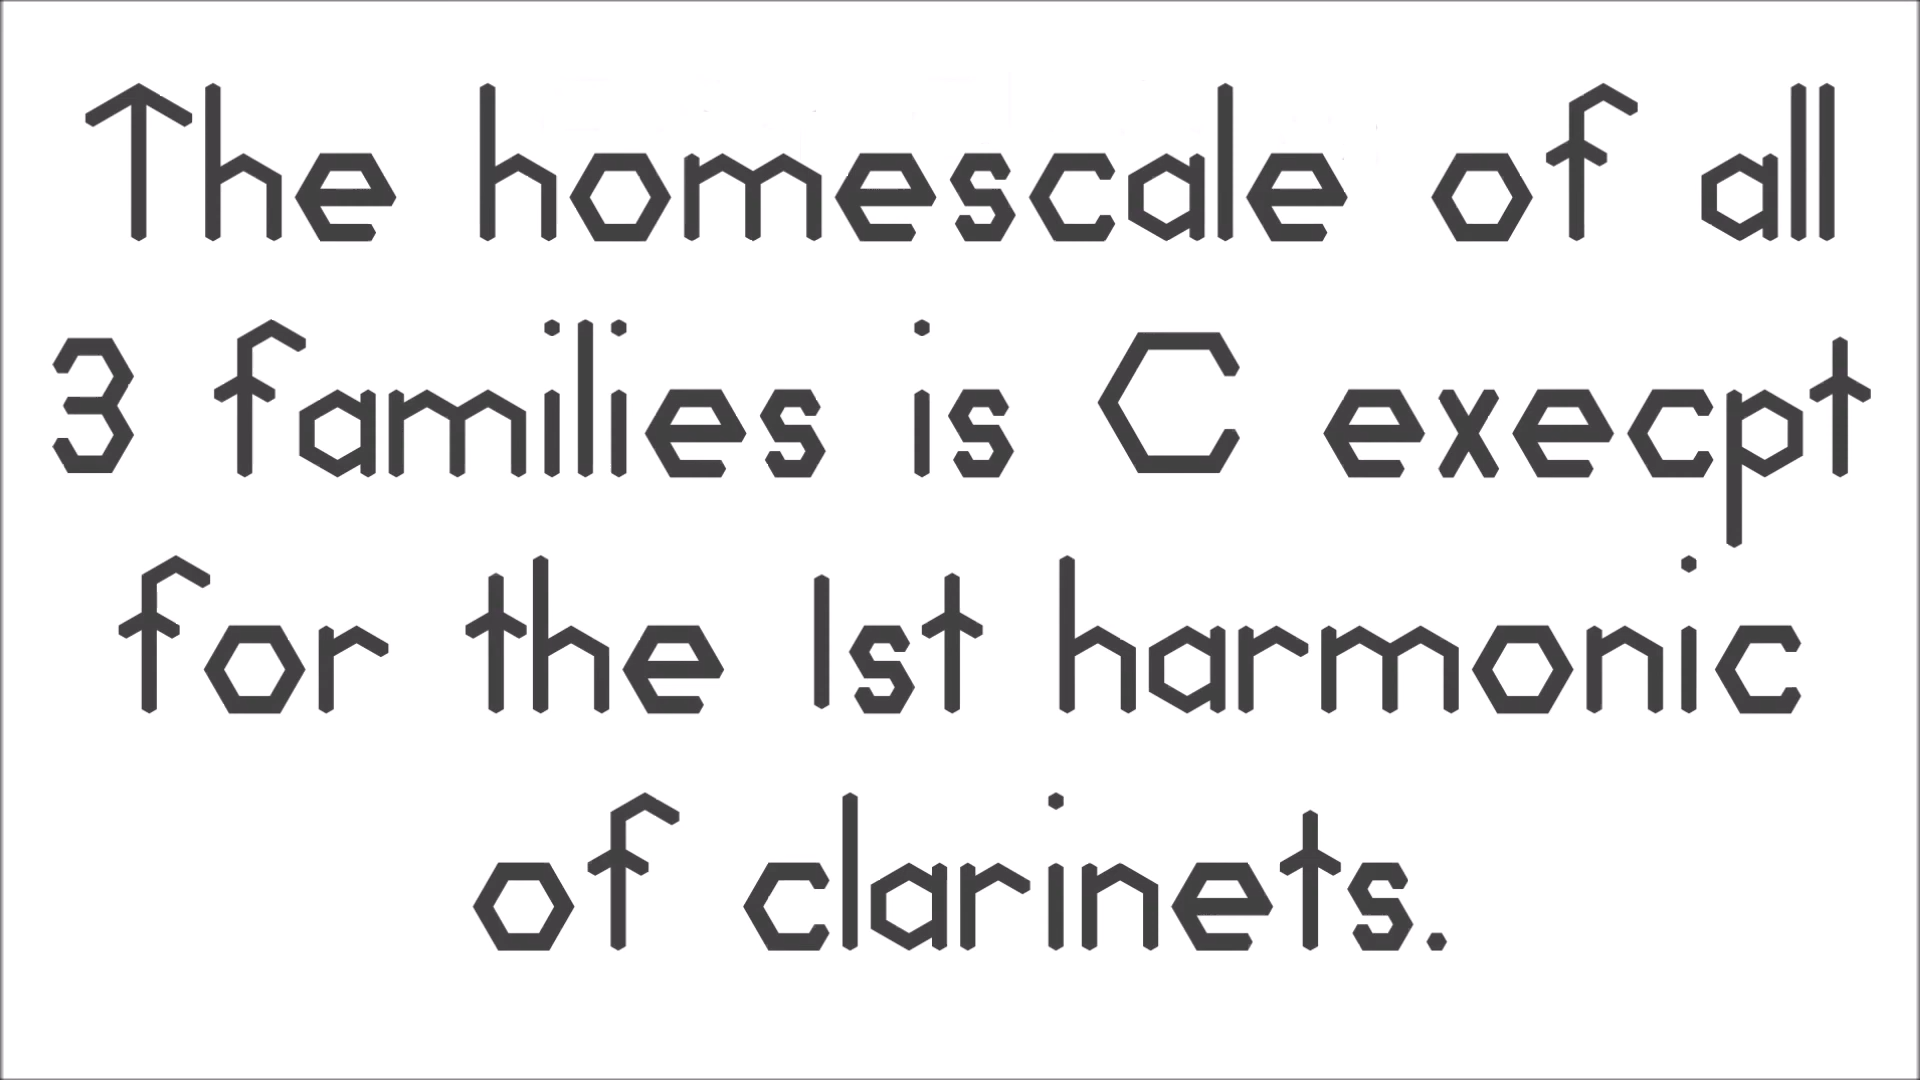 The homescale of all
3 families is C execpt
for the 1st harmonic
of clarinets.